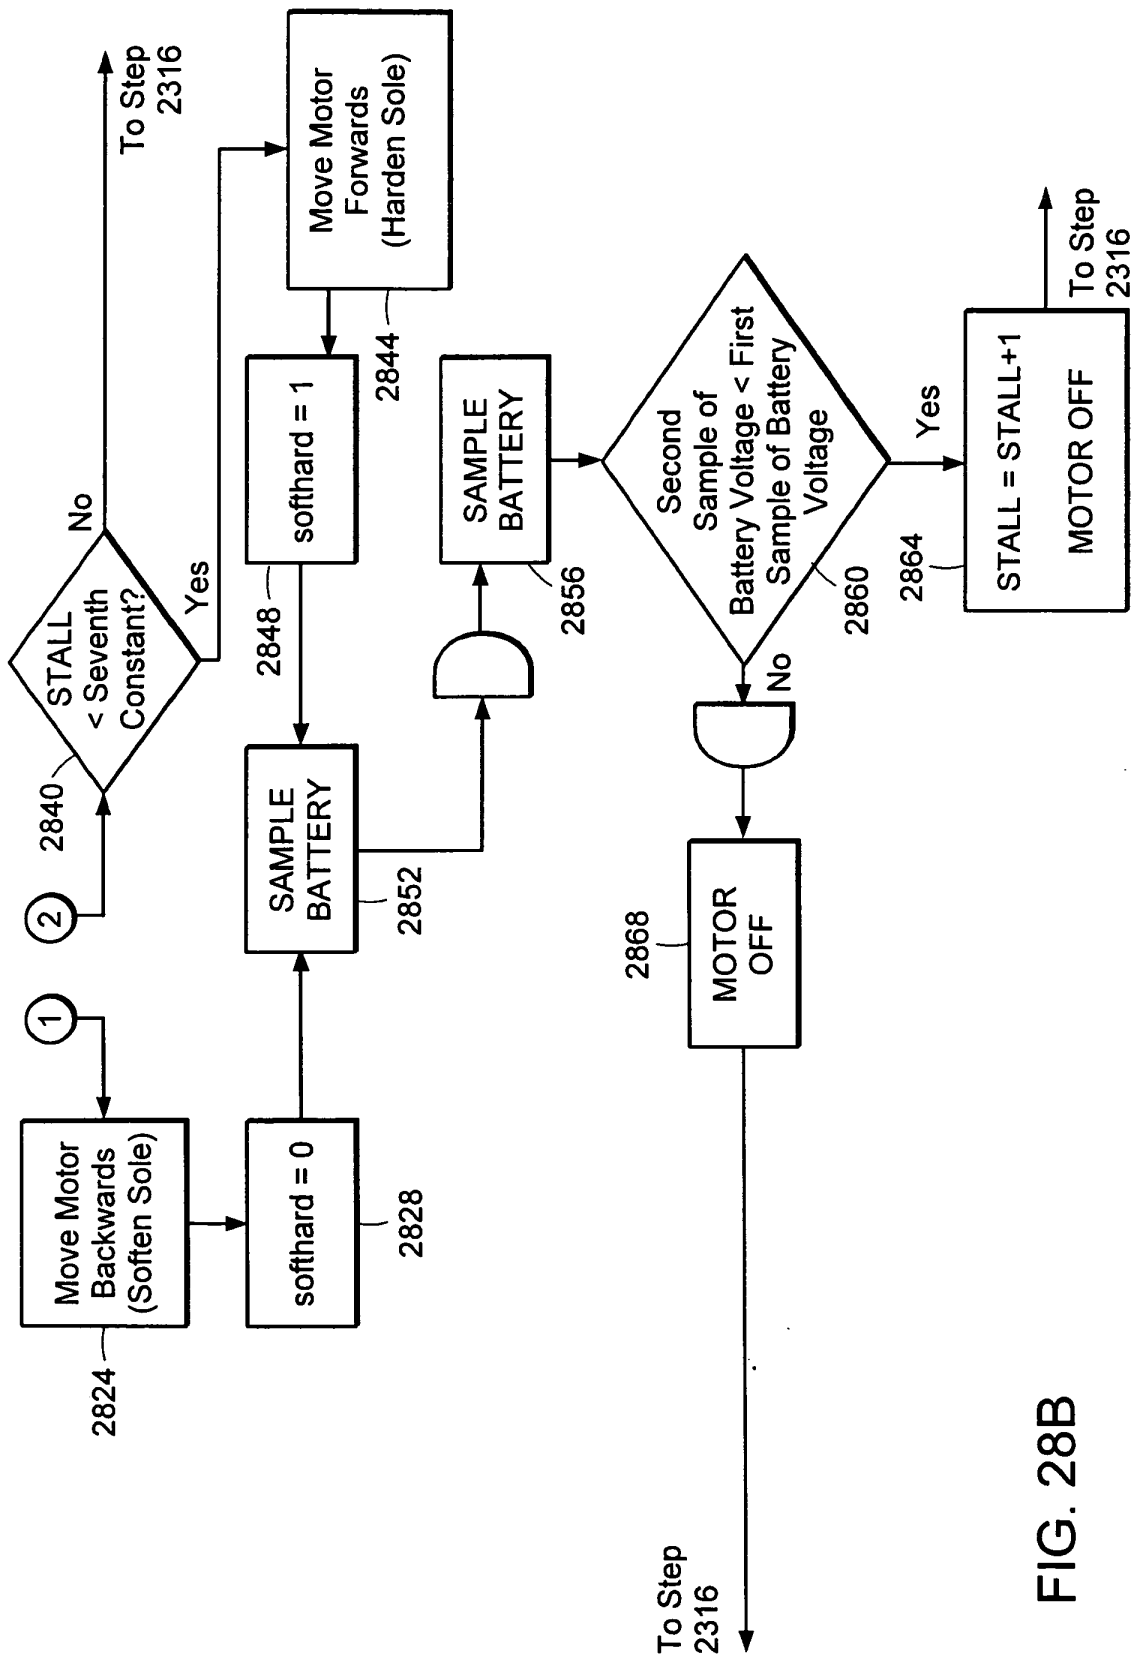 1
Move Motor
Backwards
(Soften Sole)
2824
softhard = 0
2828
2
STALL
< Seventh
Constant?
2840
No
To Step
2316
Yes
Move Motor
Forwards
(Harden Sole)
2844
softhard = 1
2848
SAMPLE
BATTERY
2852
SAMPLE
BATTERY
2856
Second
Sample of
Battery Voltage < First
Sample of Battery
Voltage
2860
Yes
STALL = STALL+1
MOTOR OFF
2864
To Step
2316
No
MOTOR
OFF
2868
To Step
2316
FIG. 28B